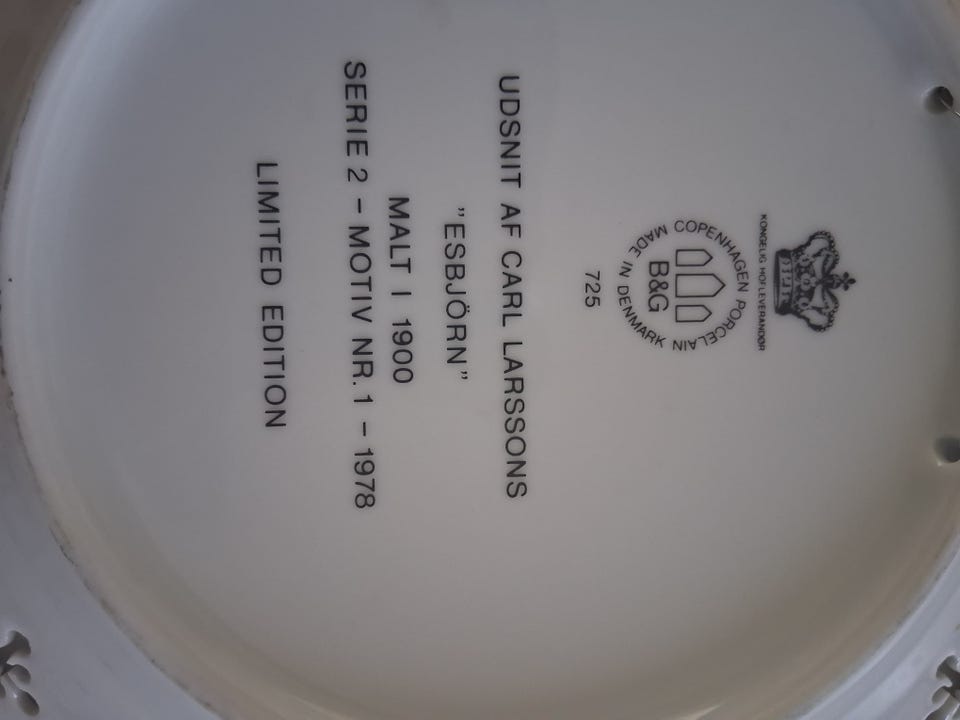 KONGELIG HOFLEVERANDØR
COPENHAGEN PORCELAIN
B&G
MADE IN DENMARK
725
UDSNIT AF CARL LARSSONS
"ESBJÖRN"
MALT I 1900
SERIE 2 - MOTIV NR. 1 - 1978
LIMITED EDITION